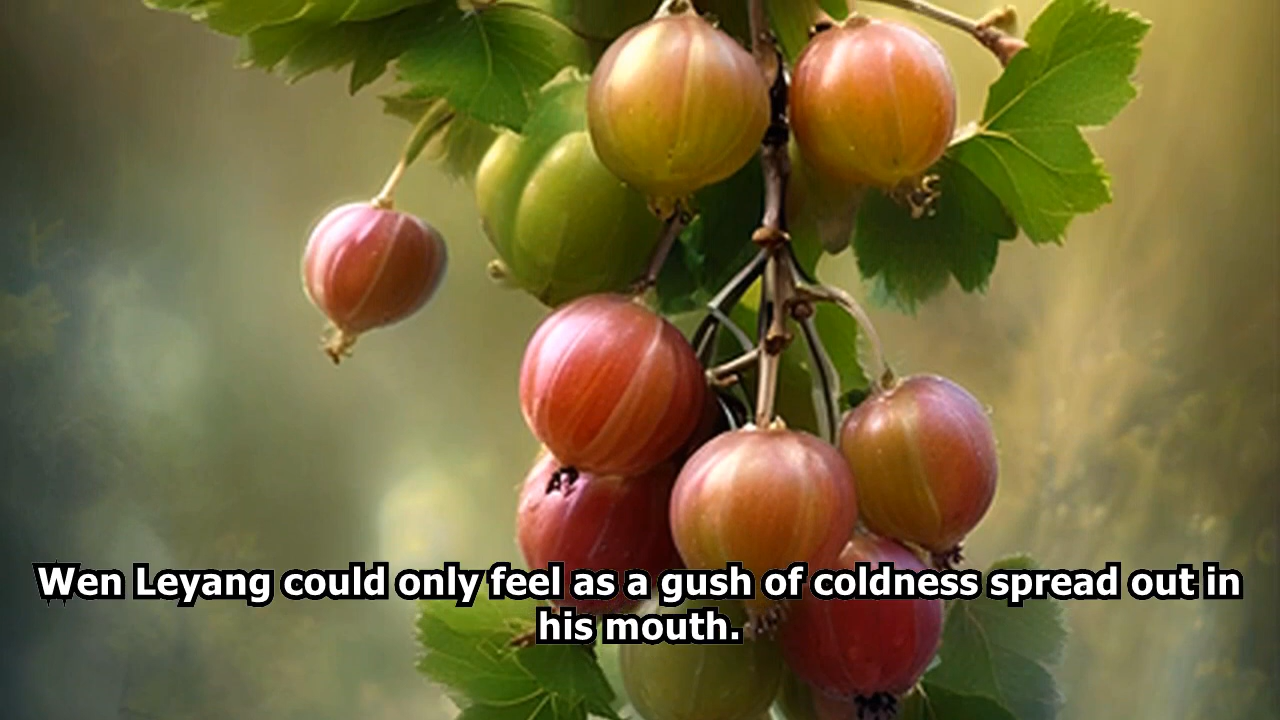 Wen Leyang could only feel as a gush of coldness spread out in
his mouth.